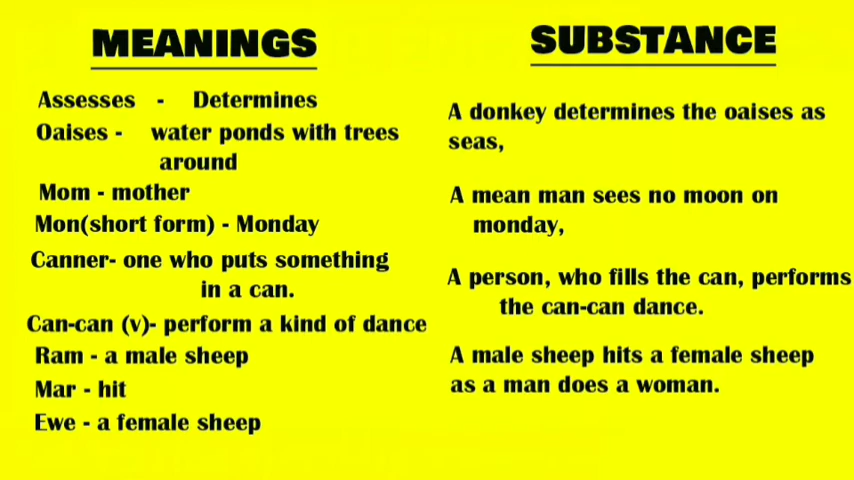 MEANINGS
Assesses - Determines
Oaises - water ponds with trees
around
Mom - mother
Mon(short form) - Monday
Canner- one who puts something
in a can.
Can-can (v)- perform a kind of dance
Ram - a male sheep
Mar - hit
Ewe - a female sheep
SUBSTANCE
A donkey determines the oaises as
seas,
A mean man sees no moon on
monday,
A person, who fills the can, performs
the can-can dance.
A male sheep hits a female sheep
as a man does a woman.